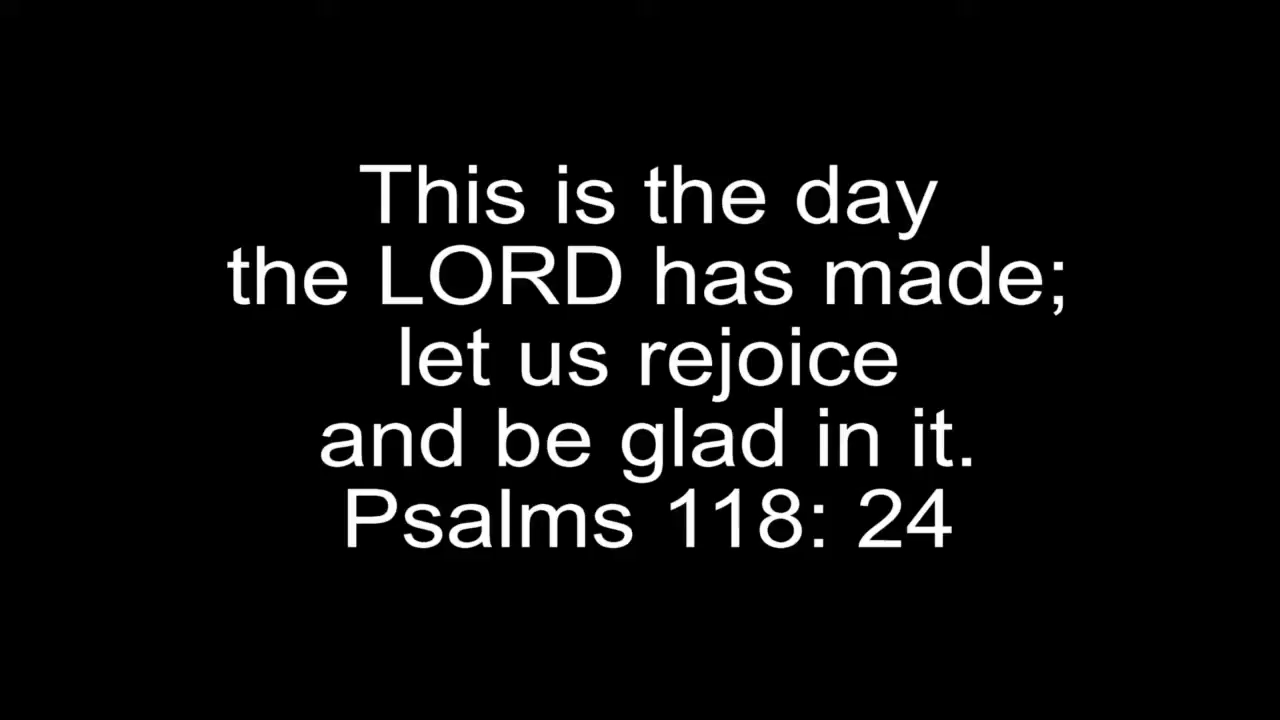 This is the day
the LORD has made;
let us rejoice
and be glad in it.
Psalms 118: 24